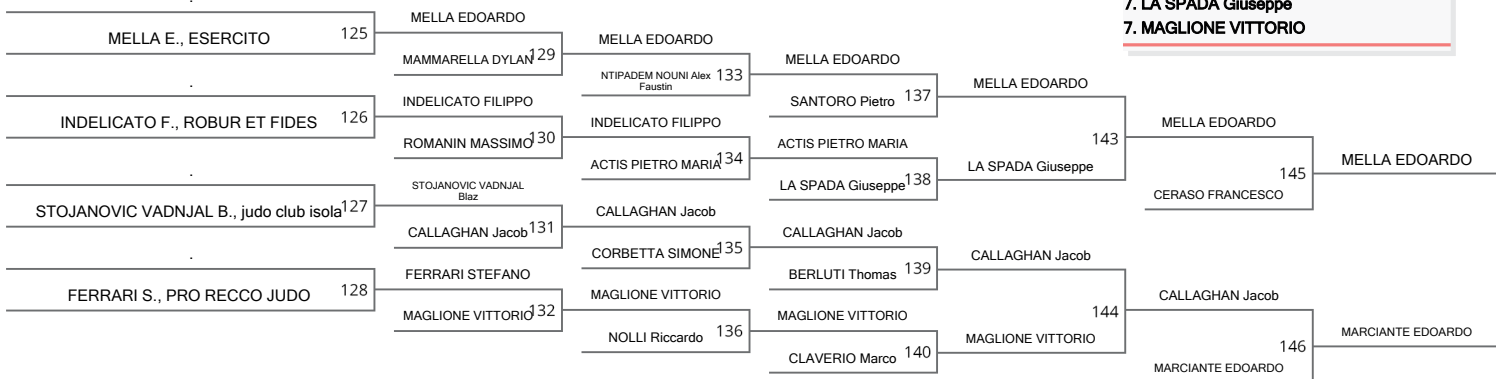 7. LA SPADA Giuseppe
7. MAGLIONE VITTORIO
.
MELLA E., ESERCITO
125
.
INDELICATO F., ROBUR ET FIDES
126
.
STOJANOVIC VADNJAL B., judo club isola
127
.
FERRARI S., PRO RECCO JUDO
128
MELLA EDOARDO
MAMMARELLA DYLAN
129
INDELICATO FILIPPO
ROMANIN MASSIMO
130
STOJANOVIC VADNJAL
Blaz
CALLAGHAN Jacob
131
FERRARI STEFANO
MAGLIONE VITTORIO
132
MELLA EDOARDO
NTIPADEM NOUNI Alex
Faustin
133
INDELICATO FILIPPO
ACTIS PIETRO MARIA
134
CALLAGHAN Jacob
CORBETTA SIMONE
135
MAGLIONE VITTORIO
NOLLI Riccardo
136
MELLA EDOARDO
SANTORO Pietro
137
ACTIS PIETRO MARIA
LA SPADA Giuseppe
138
CALLAGHAN Jacob
BERLUTI Thomas
139
MAGLIONE VITTORIO
CLAVERIO Marco
140
MELLA EDOARDO
LA SPADA Giuseppe
143
CALLAGHAN Jacob
MAGLIONE VITTORIO
144
MELLA EDOARDO
CERASO FRANCESCO
145
CALLAGHAN Jacob
MARCIANTE EDOARDO
146
MELLA EDOARDO
MARCIANTE EDOARDO